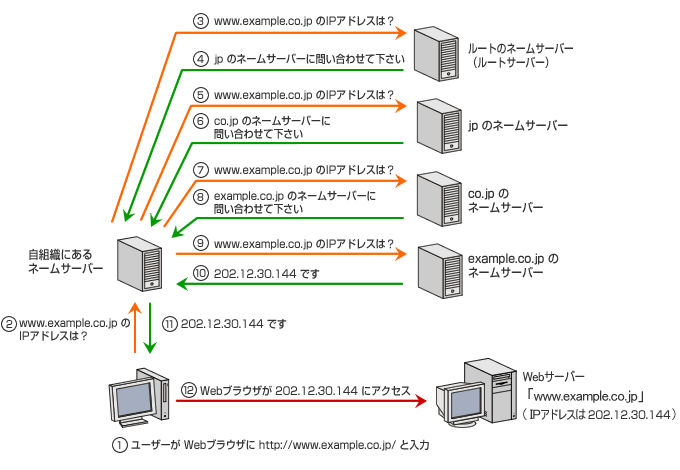 ③ www.example.co.jp のIPアドレスは？
ルートのネームサーバー
（ルートサーバー）
④ jp のネームサーバーに問い合わせて下さい
⑤ www.example.co.jp のIPアドレスは？
jp のネームサーバー
⑥ co.jp のネームサーバーに
問い合わせて下さい
⑦ www.example.co.jp のIPアドレスは？
co.jp の
ネームサーバー
⑧ example.co.jp のネームサーバーに
問い合わせて下さい
⑨ www.example.co.jp のIPアドレスは？
example.co.jp の
ネームサーバー
自組織にある
ネームサーバー
⑩ 202.12.30.144 です
② www.example.co.jp の
IPアドレスは？
⑪ 202.12.30.144 です
⑫ Webブラウザが 202.12.30.144 にアクセス
Webサーバー
「www.example.co.jp」
（ IPアドレスは 202.12.30.144 ）
① ユーザーが Webブラウザに http://www.example.co.jp/ と入力